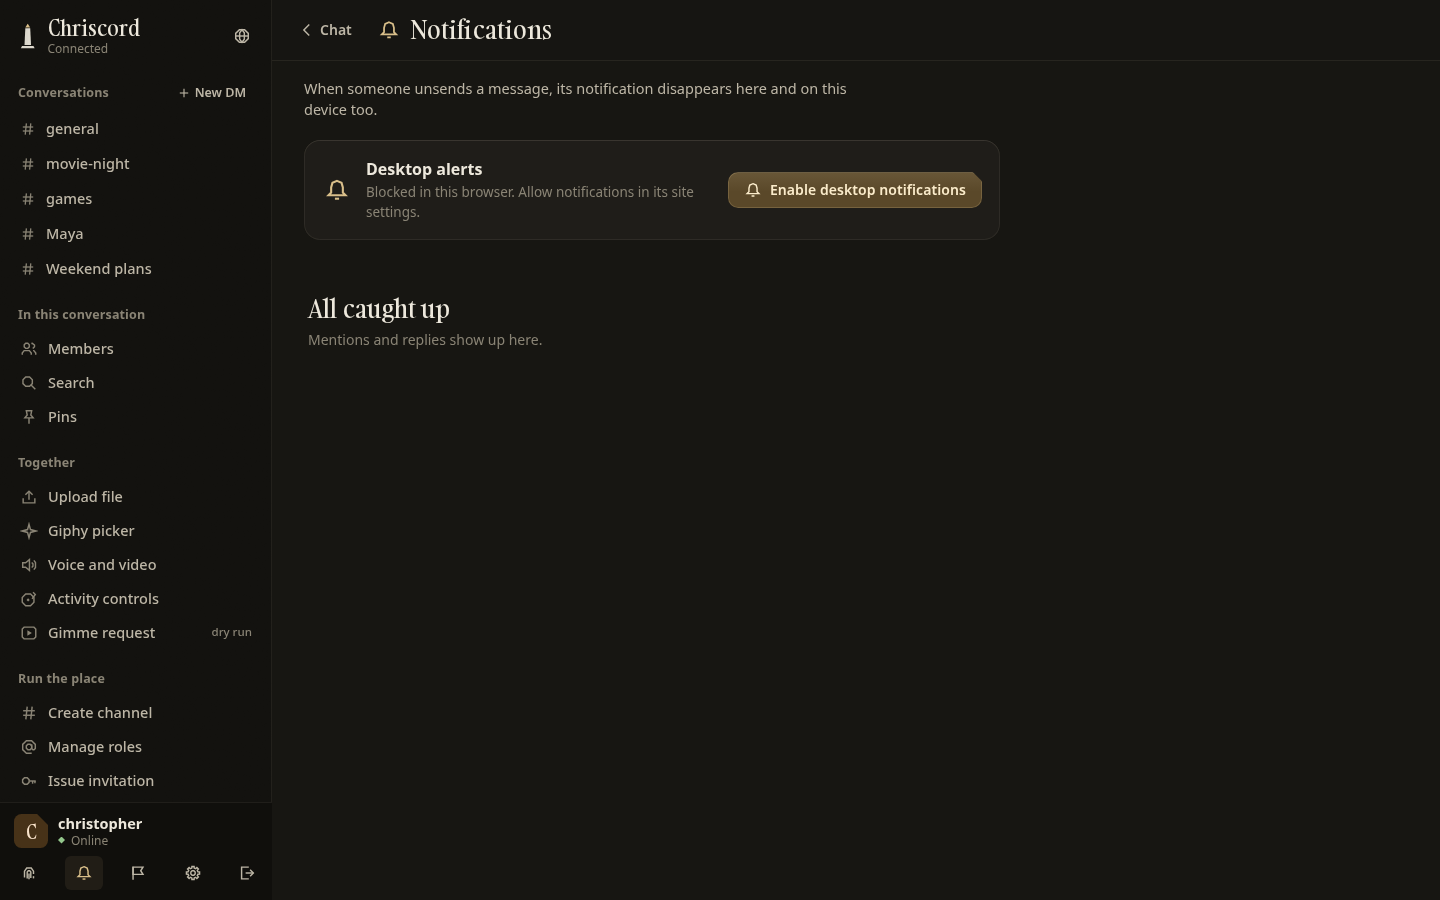 Chriscord
Connected
Conversations
New DM
general
movie-night
games
Maya
Weekend plans
In this conversation
Members
Search
Pins
Together
Upload file
Giphy picker
Voice and video
Activity controls
Gimme request
dry run
Run the place
Create channel
Manage roles
Issue invitation
C
christopher
Online
Chat
Notifications
When someone unsends a message, its notification disappears here and on this
device too.
Desktop alerts
Blocked in this browser. Allow notifications in its site
settings.
Enable desktop notifications
All caught up
Mentions and replies show up here.